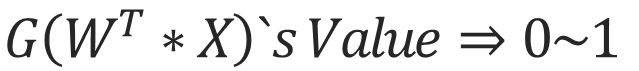 G(W^T * X)`s Value ⇒ 0~1